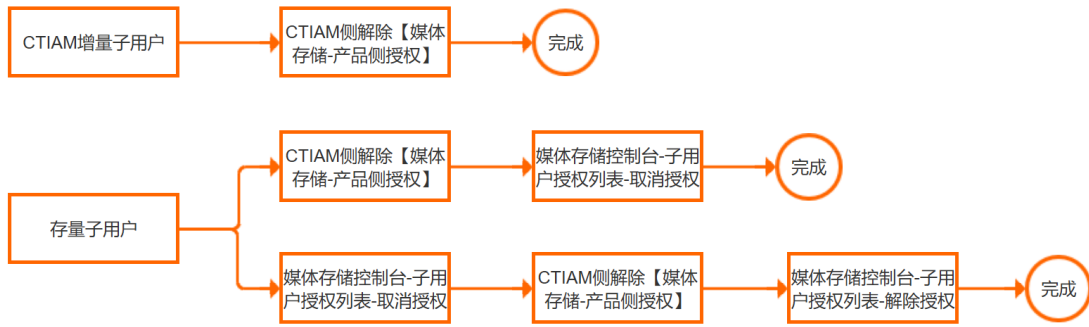 CTIAM增量子用户
CTIAM侧解除【媒体
存储-产品侧授权】
完成
CTIAM侧解除【媒体
存储-产品侧授权】
媒体存储控制台-子用
户授权列表-取消授权
完成
存量子用户
媒体存储控制台-子用
户授权列表-取消授权
CTIAM侧解除【媒体
存储-产品侧授权】
媒体存储控制台-子用
户授权列表-解除授权
完成